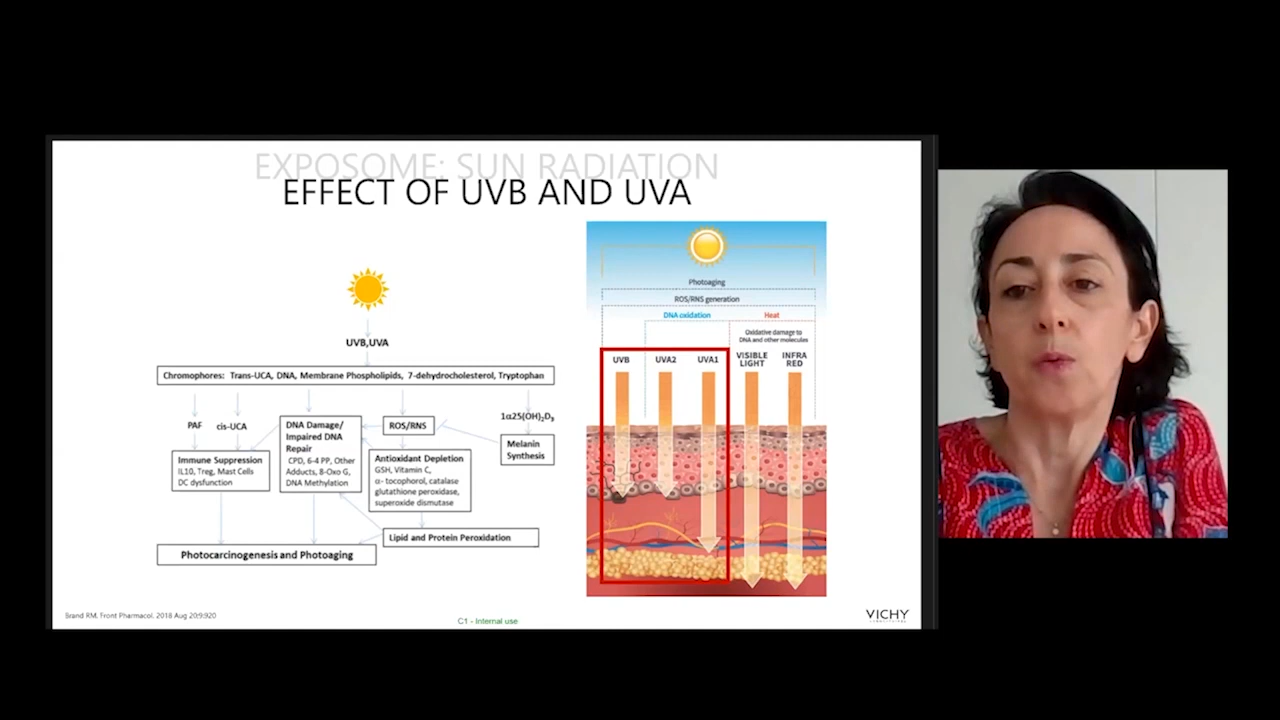 EXPOSOME: SUN RADIATION
EFFECT OF UVB AND UVA
UVB,UVA
Chromophores: Trans-UCA, DNA, Membrane Phospholipids, 7-dehydrocholesterol, Tryptophan
PAF
cis-UCA
DNA Damage/
Impaired DNA
Repair
CPD, 6-4 PP, Other
Adducts, 8-Oxo G,
DNA Methylation
ROS/RNS
1α25(OH)₂D₃
Melanin
Synthesis
Immune Suppression
IL10, Treg, Mast Cells
DC dysfunction
Antioxidant Depletion
GSH, Vitamin C,
α- tocophorol, catalase
glutathione peroxidase,
superoxide dismutase
Lipid and Protein Peroxidation
Photocarcinogenesis and Photoaging
Photoaging
ROS/RNS generation
DNA oxidation
Heat
Oxidative damage to
DNA and other molecules
UVB
UVA2
UVA1
VISIBLE
LIGHT
INFRA
RED
Brand RM. Front Pharmacol. 2018 Aug 20;9:920
C1 - Internal use
VICHY